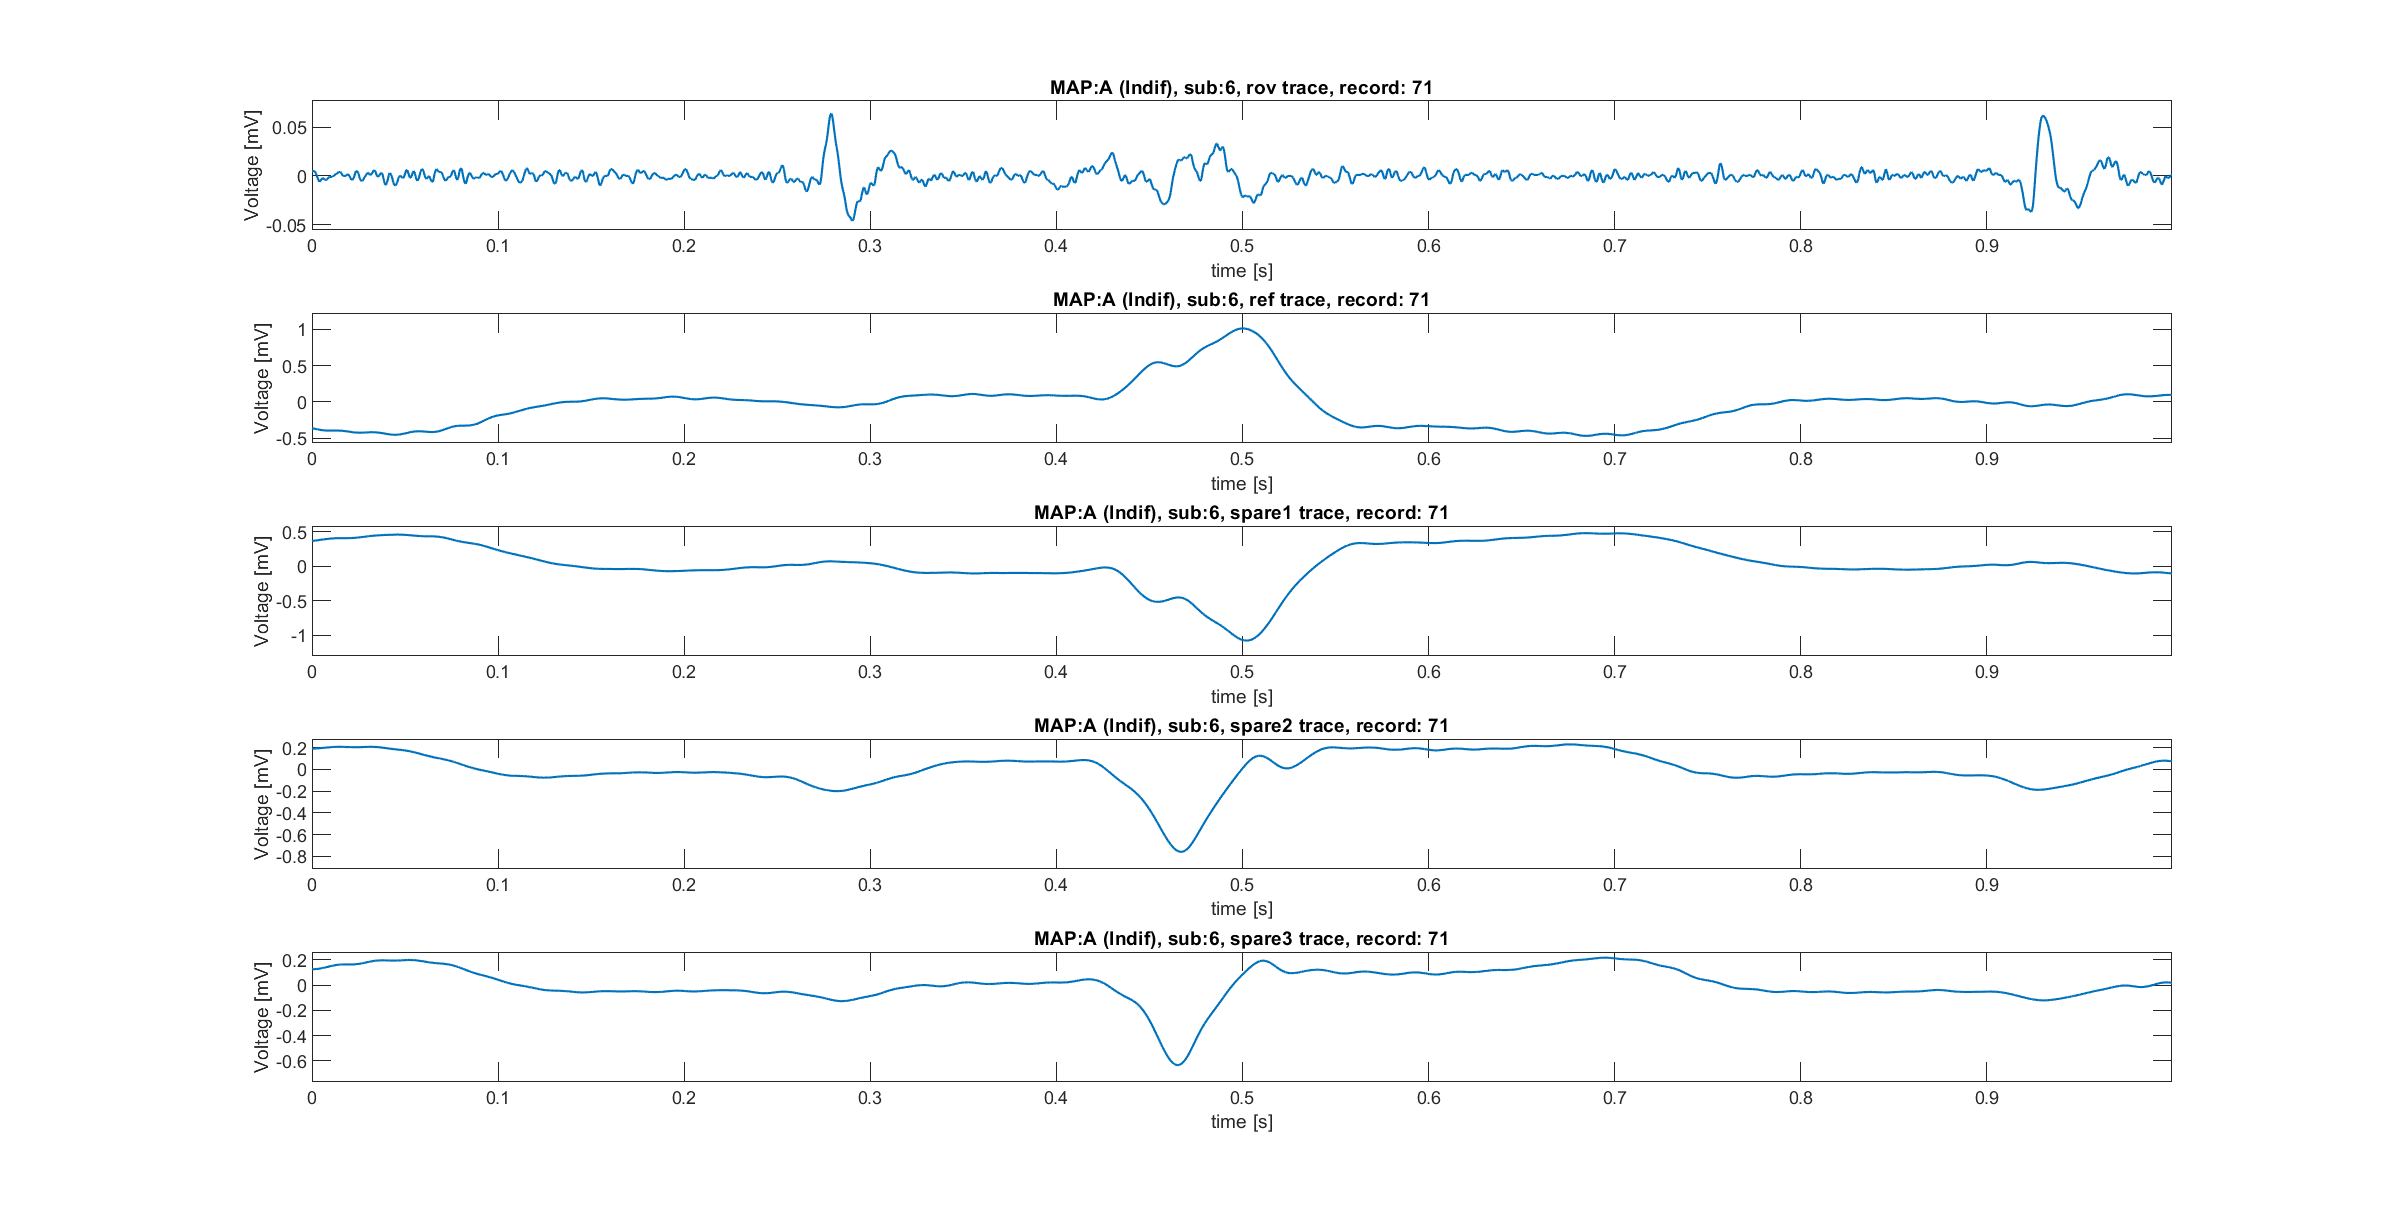 MAP:A (Indif), sub:6, rov trace, record: 71
Voltage [mV]
0.05
0
-0.05
0 0.1 0.2 0.3 0.4 0.5 0.6 0.7 0.8 0.9
time [s]
MAP:A (Indif), sub:6, ref trace, record: 71
Voltage [mV]
1
0.5
0
-0.5
0 0.1 0.2 0.3 0.4 0.5 0.6 0.7 0.8 0.9
time [s]
MAP:A (Indif), sub:6, spare1 trace, record: 71
Voltage [mV]
0.5
0
-0.5
-1
0 0.1 0.2 0.3 0.4 0.5 0.6 0.7 0.8 0.9
time [s]
MAP:A (Indif), sub:6, spare2 trace, record: 71
Voltage [mV]
0.2
0
-0.2
-0.4
-0.6
-0.8
0 0.1 0.2 0.3 0.4 0.5 0.6 0.7 0.8 0.9
time [s]
MAP:A (Indif), sub:6, spare3 trace, record: 71
Voltage [mV]
0.2
0
-0.2
-0.4
-0.6
0 0.1 0.2 0.3 0.4 0.5 0.6 0.7 0.8 0.9
time [s]